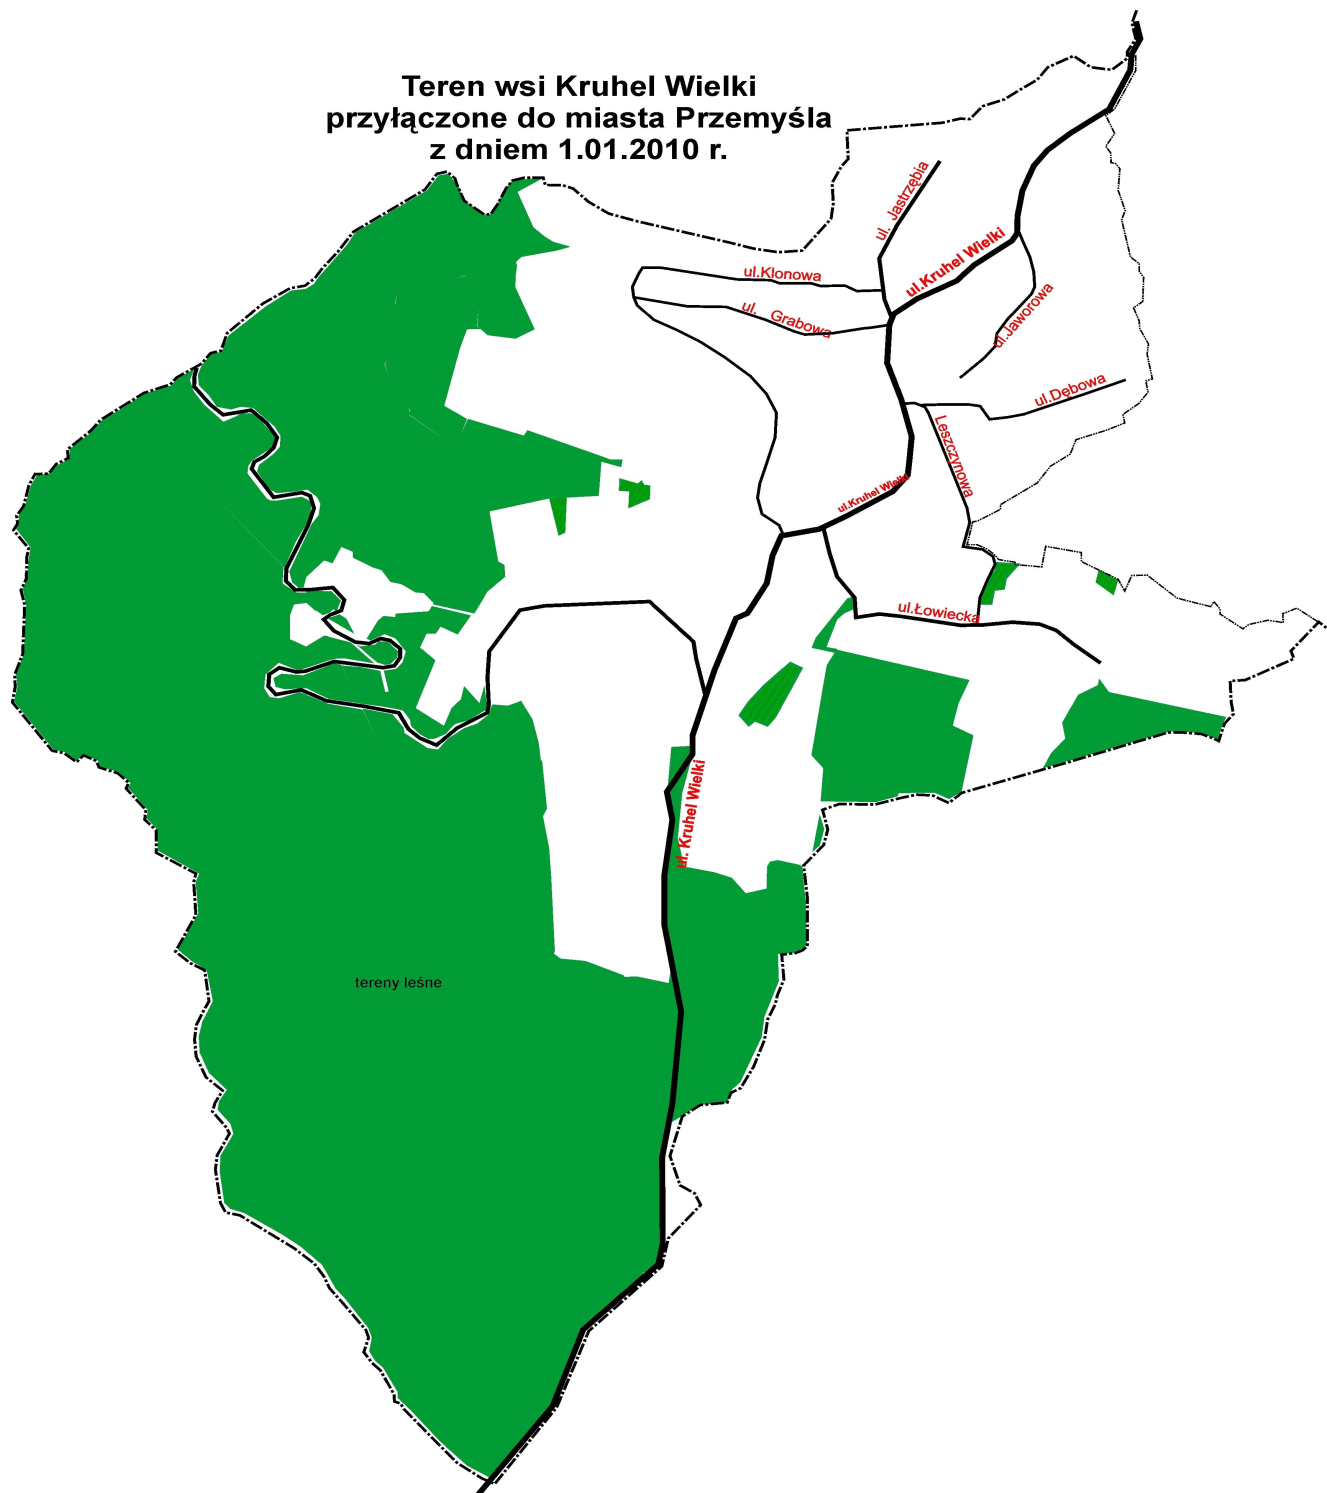 Teren wsi Kruhel Wielki
przyłączone do miasta Przemyśla
z dniem 1.01.2010 r.
ul. Jastrzębia
ul.Kruhel Wielki
ul.Klonowa
ul. Grabowa
ul.Jaworowa
ul.Dębowa
Leszczynowa
ul.Kruhel Wielki
ul.Łowiecka
ul. Kruhel Wielki
tereny leśne